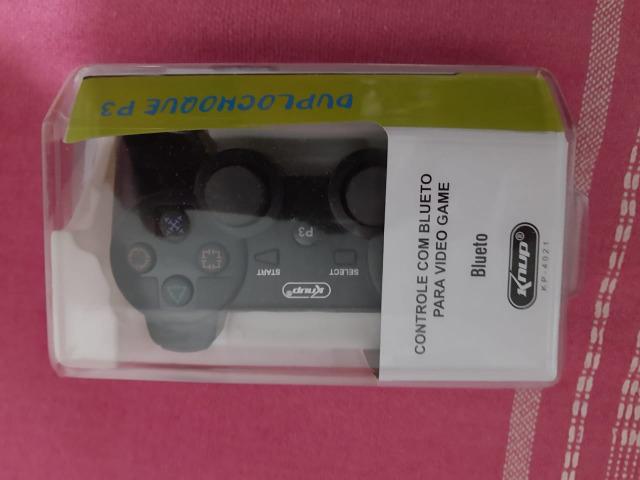 DUPLOCHOQUE P3
CONTROLE COM BLUETO
PARA VIDEO GAME
Blueto
Knup®
KP-4021
P3
SELECT
START
Knup®